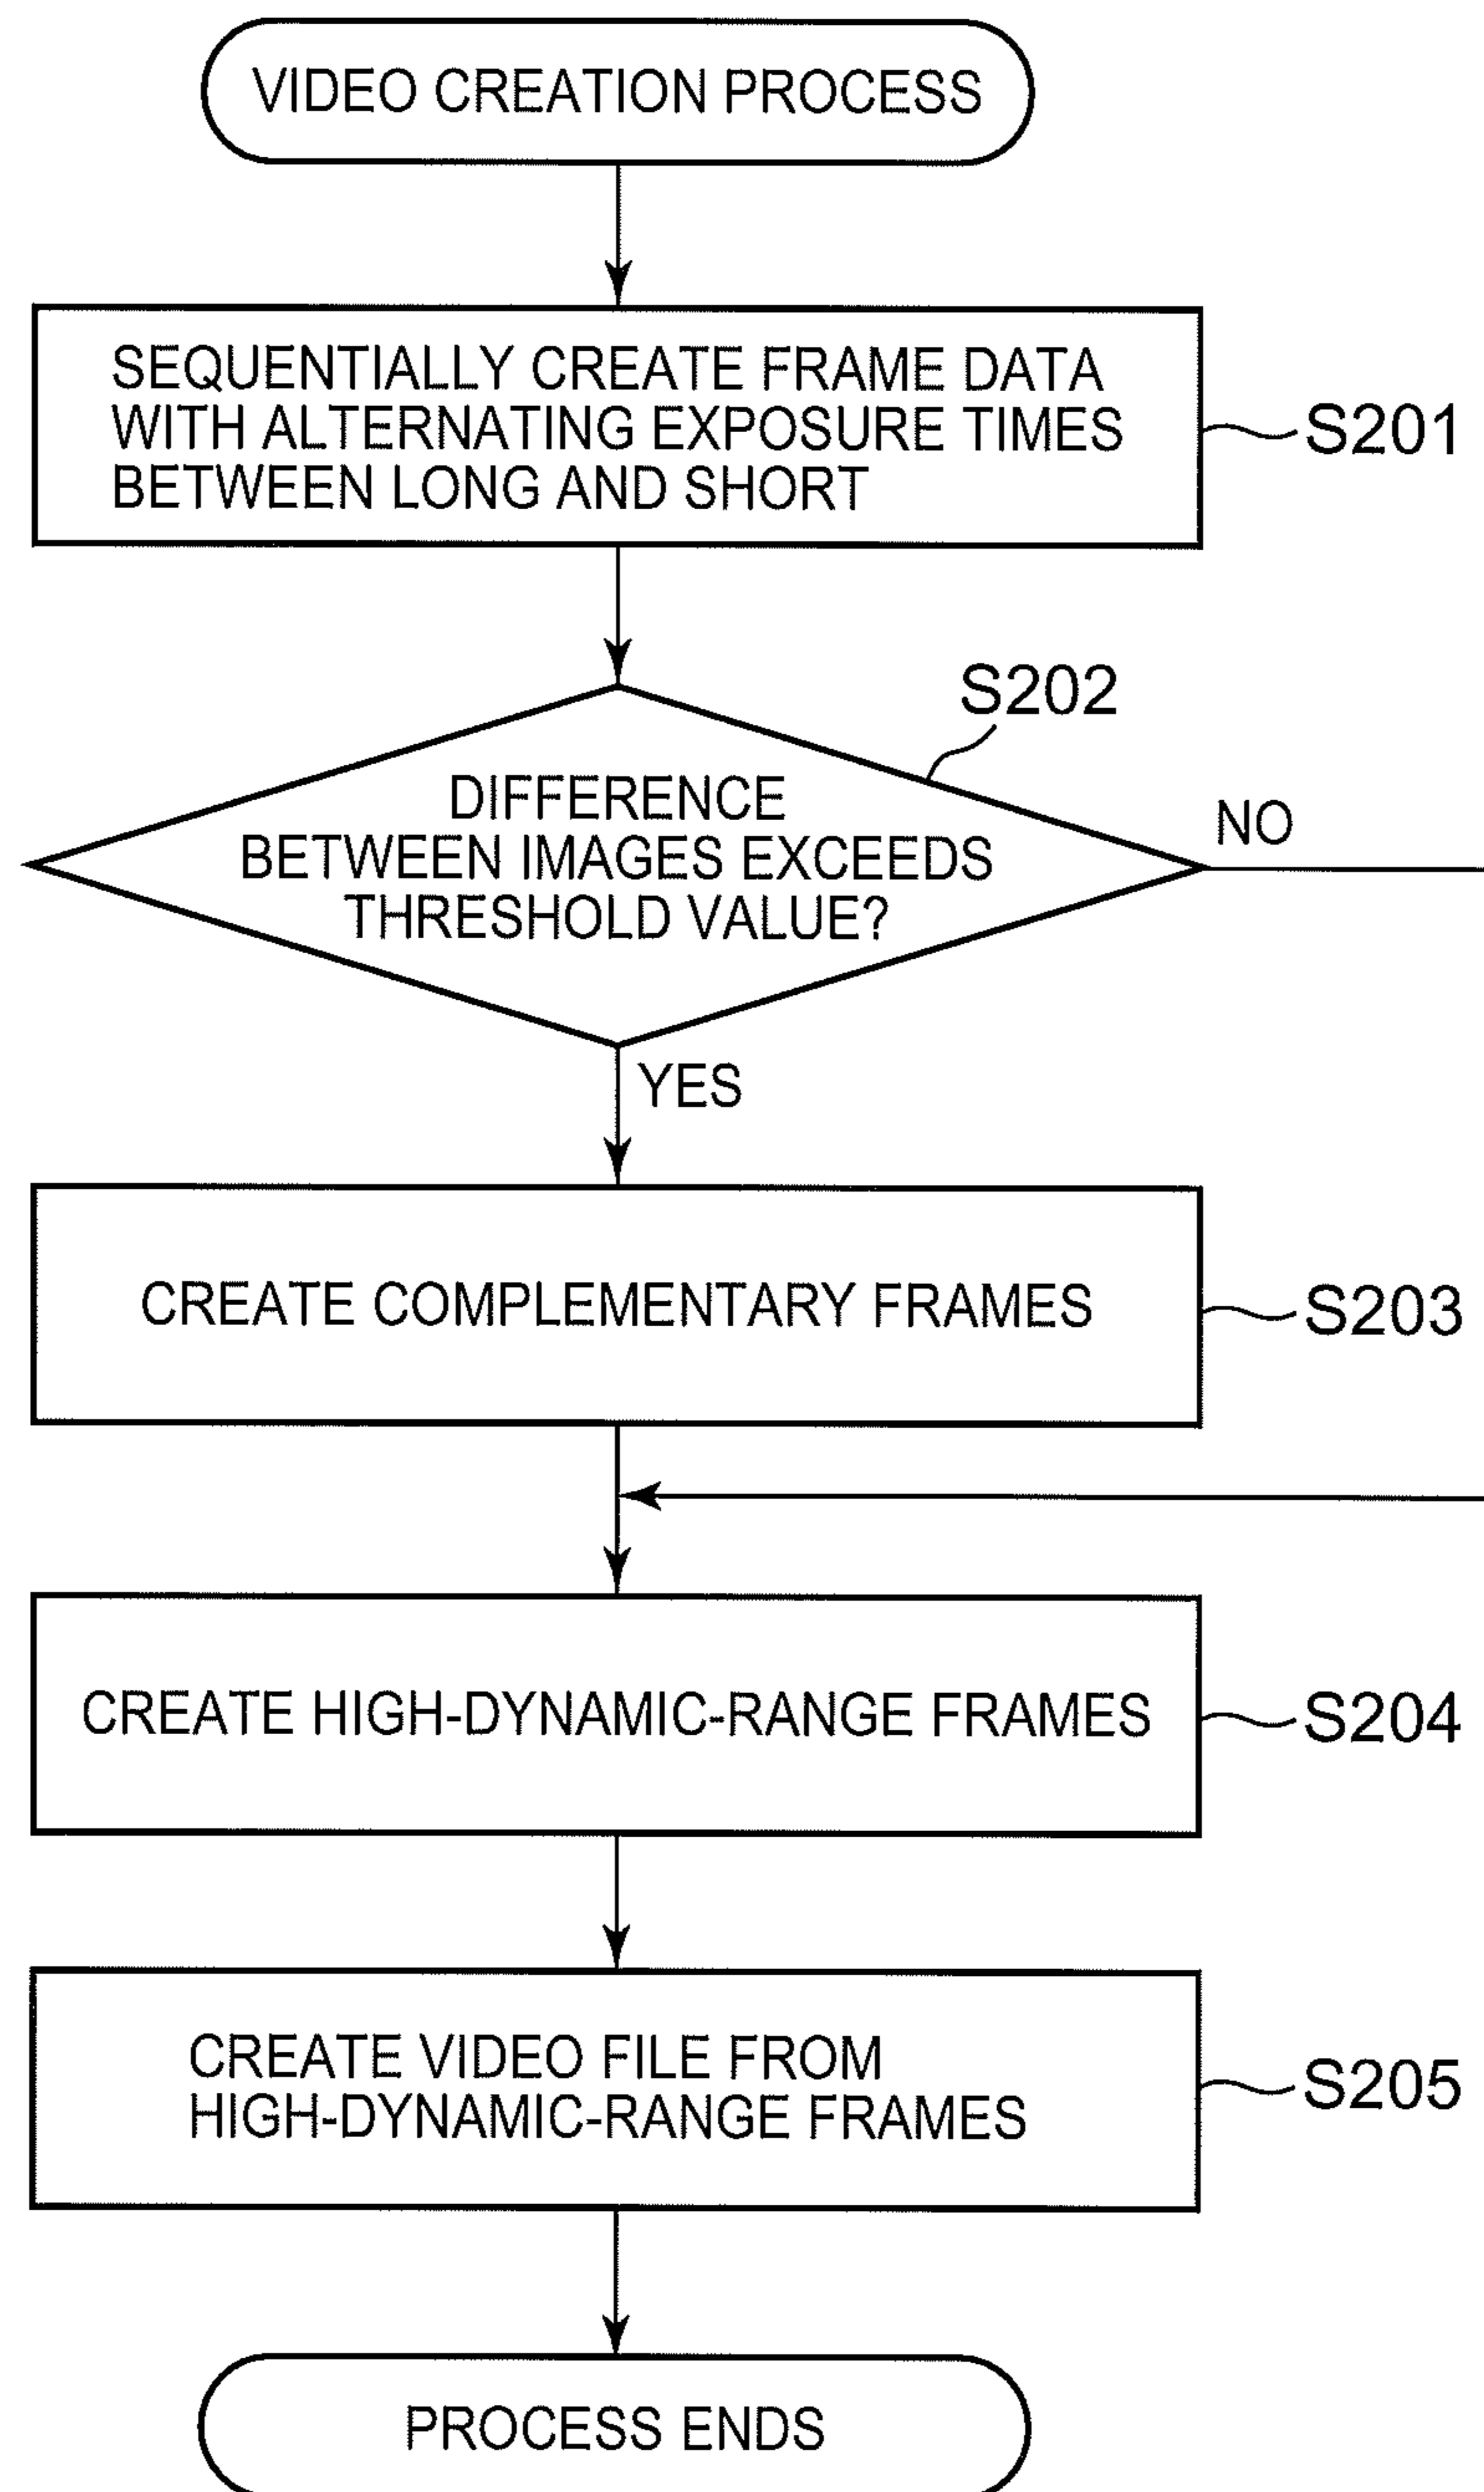 VIDEO CREATION PROCESS
SEQUENTIALLY CREATE FRAME DATA
WITH ALTERNATING EXPOSURE TIMES
BETWEEN LONG AND SHORT
S201
S202
DIFFERENCE
BETWEEN IMAGES EXCEEDS
THRESHOLD VALUE?
NO
YES
CREATE COMPLEMENTARY FRAMES
S203
CREATE HIGH-DYNAMIC-RANGE FRAMES
S204
CREATE VIDEO FILE FROM
HIGH-DYNAMIC-RANGE FRAMES
S205
PROCESS ENDS